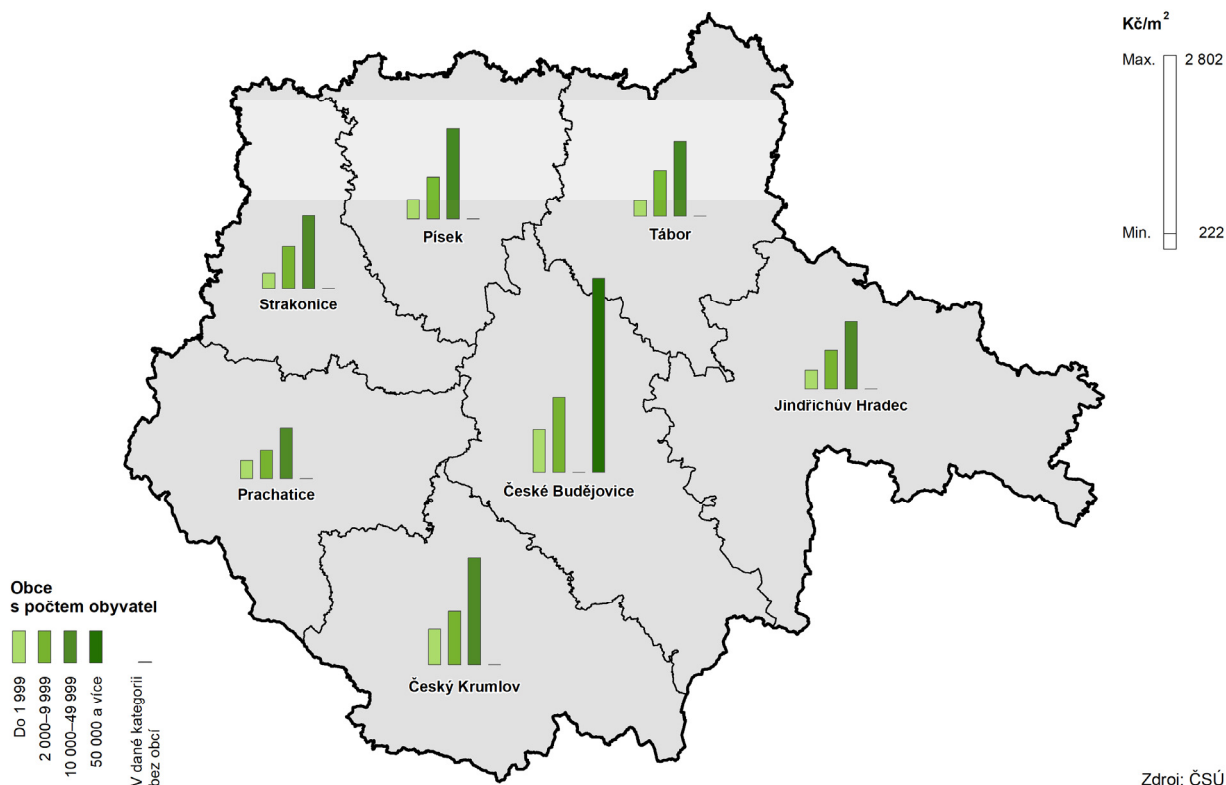 Kč/m²
Max. 2 802
Min. 222
Písek
Tábor
Strakonice
Jindřichův Hradec
Prachatice
České Budějovice
Český Krumlov
Obce
s počtem obyvatel
Do 1 999
2 000–9 999
10 000–49 999
50 000 a více
V dané kategorii
bez obcí
Zdroj: ČSÚ